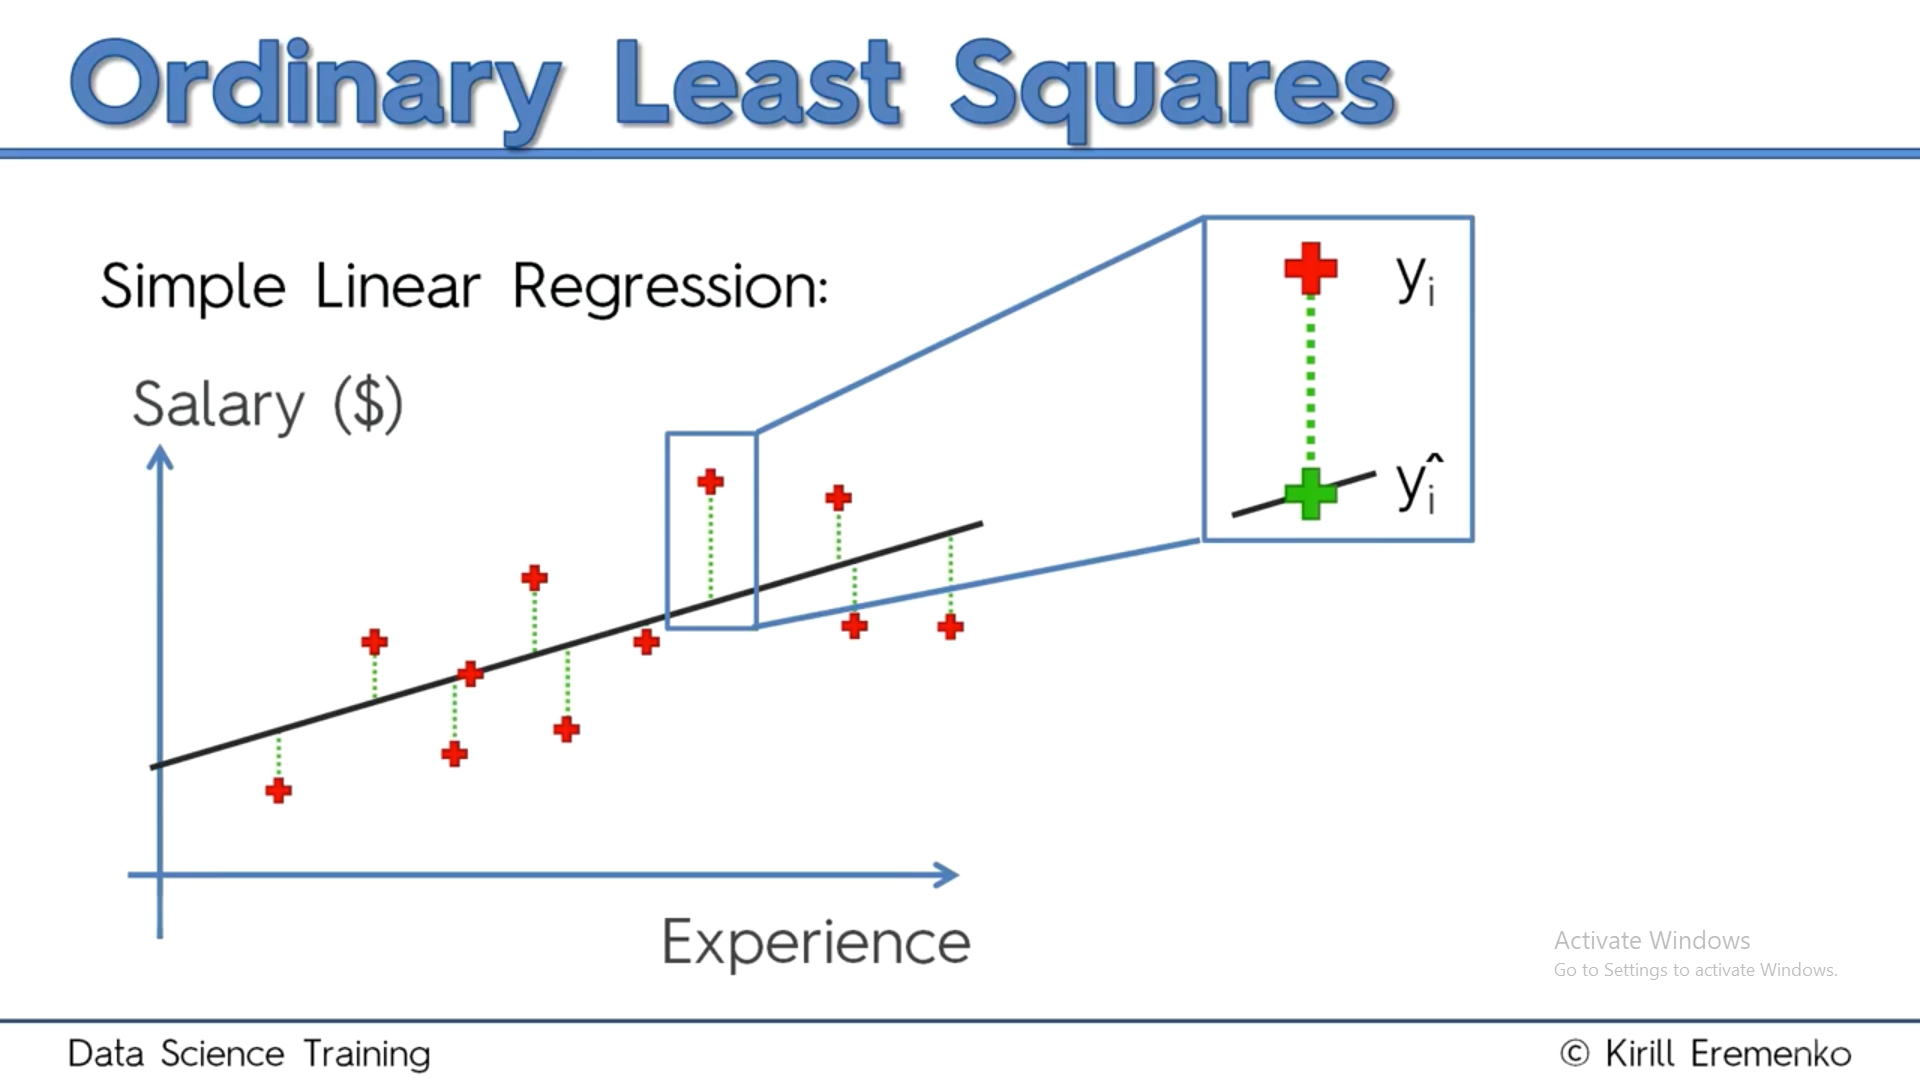 Ordinary Least Squares
Simple Linear Regression:
Salary ($)
yᵢ
yᵢ^
Experience
Activate Windows
Go to Settings to activate Windows.
Data Science Training
© Kirill Eremenko